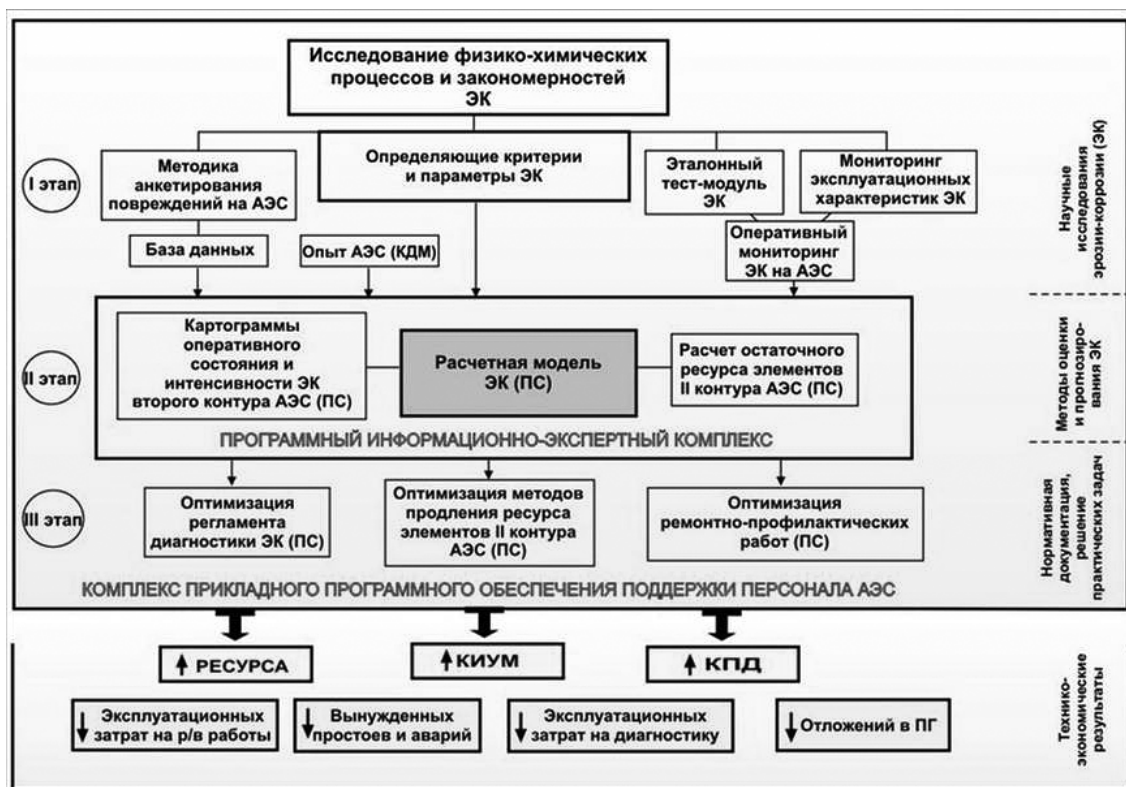 Исследование физико-химических
процессов и закономерностей
ЭК
I этап
Методика
анкетирования
повреждений на АЭС
Определяющие критерии
и параметры ЭК
Эталонный
тест-модуль
ЭК
Мониторинг
эксплуатационных
характеристик ЭК
База данных
Опыт АЭС (КДМ)
Оперативный
мониторинг
ЭК на АЭС
Научные
исследования
эрозии-коррозии (ЭК)
II этап
Картограммы
оперативного
состояния и
интенсивности ЭК
второго контура АЭС (ПС)
Расчетная модель
ЭК (ПС)
Расчет остаточного
ресурса элементов
II контура АЭС (ПС)
ПРОГРАММНЫЙ ИНФОРМАЦИОННО-ЭКСПЕРТНЫЙ КОМПЛЕКС
Методы оценки
и прогнозиро-
вания ЭК
III этап
Оптимизация
регламента
диагностики ЭК (ПС)
Оптимизация методов
продления ресурса
элементов II контура
АЭС (ПС)
Оптимизация
ремонтно-профилактических
работ (ПС)
КОМПЛЕКС ПРИКЛАДНОГО ПРОГРАММНОГО ОБЕСПЕЧЕНИЯ ПОДДЕРЖКИ ПЕРСОНАЛА АЭС
Нормативная
документация,
решение
практических задач
РЕСУРСА
КИУМ
КПД
Эксплуатационных
затрат на р/в работы
Вынужденных
простоев и аварий
Эксплуатационных
затрат на диагностику
Отложений в ПГ
Технико-
экономические
результаты